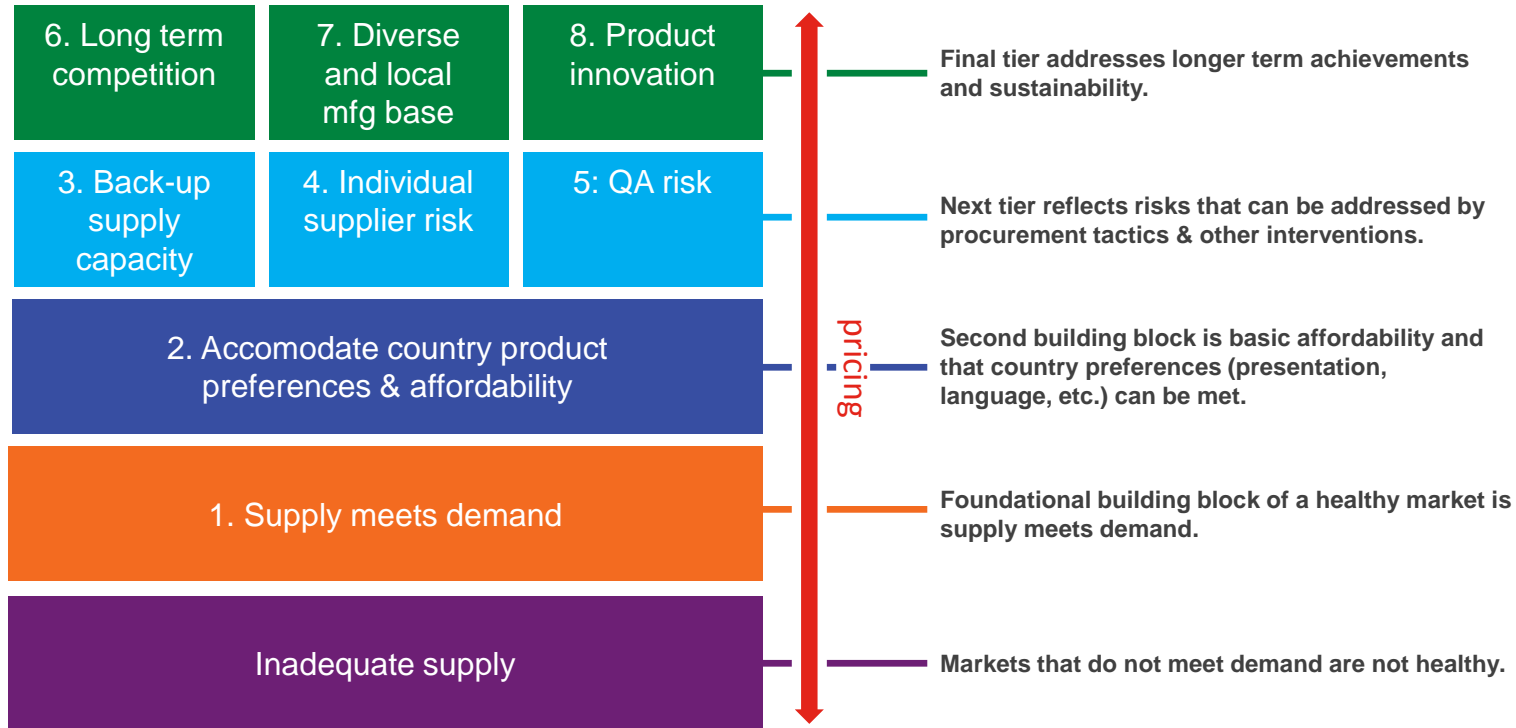 6. Long term
competition
7. Diverse
and local
mfg base
8. Product
innovation
Final tier addresses longer term achievements
and sustainability.
3. Back-up
supply
capacity
4. Individual
supplier risk
5: QA risk
Next tier reflects risks that can be addressed by
procurement tactics & other interventions.
pricing
2. Accomodate country product
preferences & affordability
Second building block is basic affordability and
that country preferences (presentation,
language, etc.) can be met.
1. Supply meets demand
Foundational building block of a healthy market is
supply meets demand.
Inadequate supply
Markets that do not meet demand are not healthy.